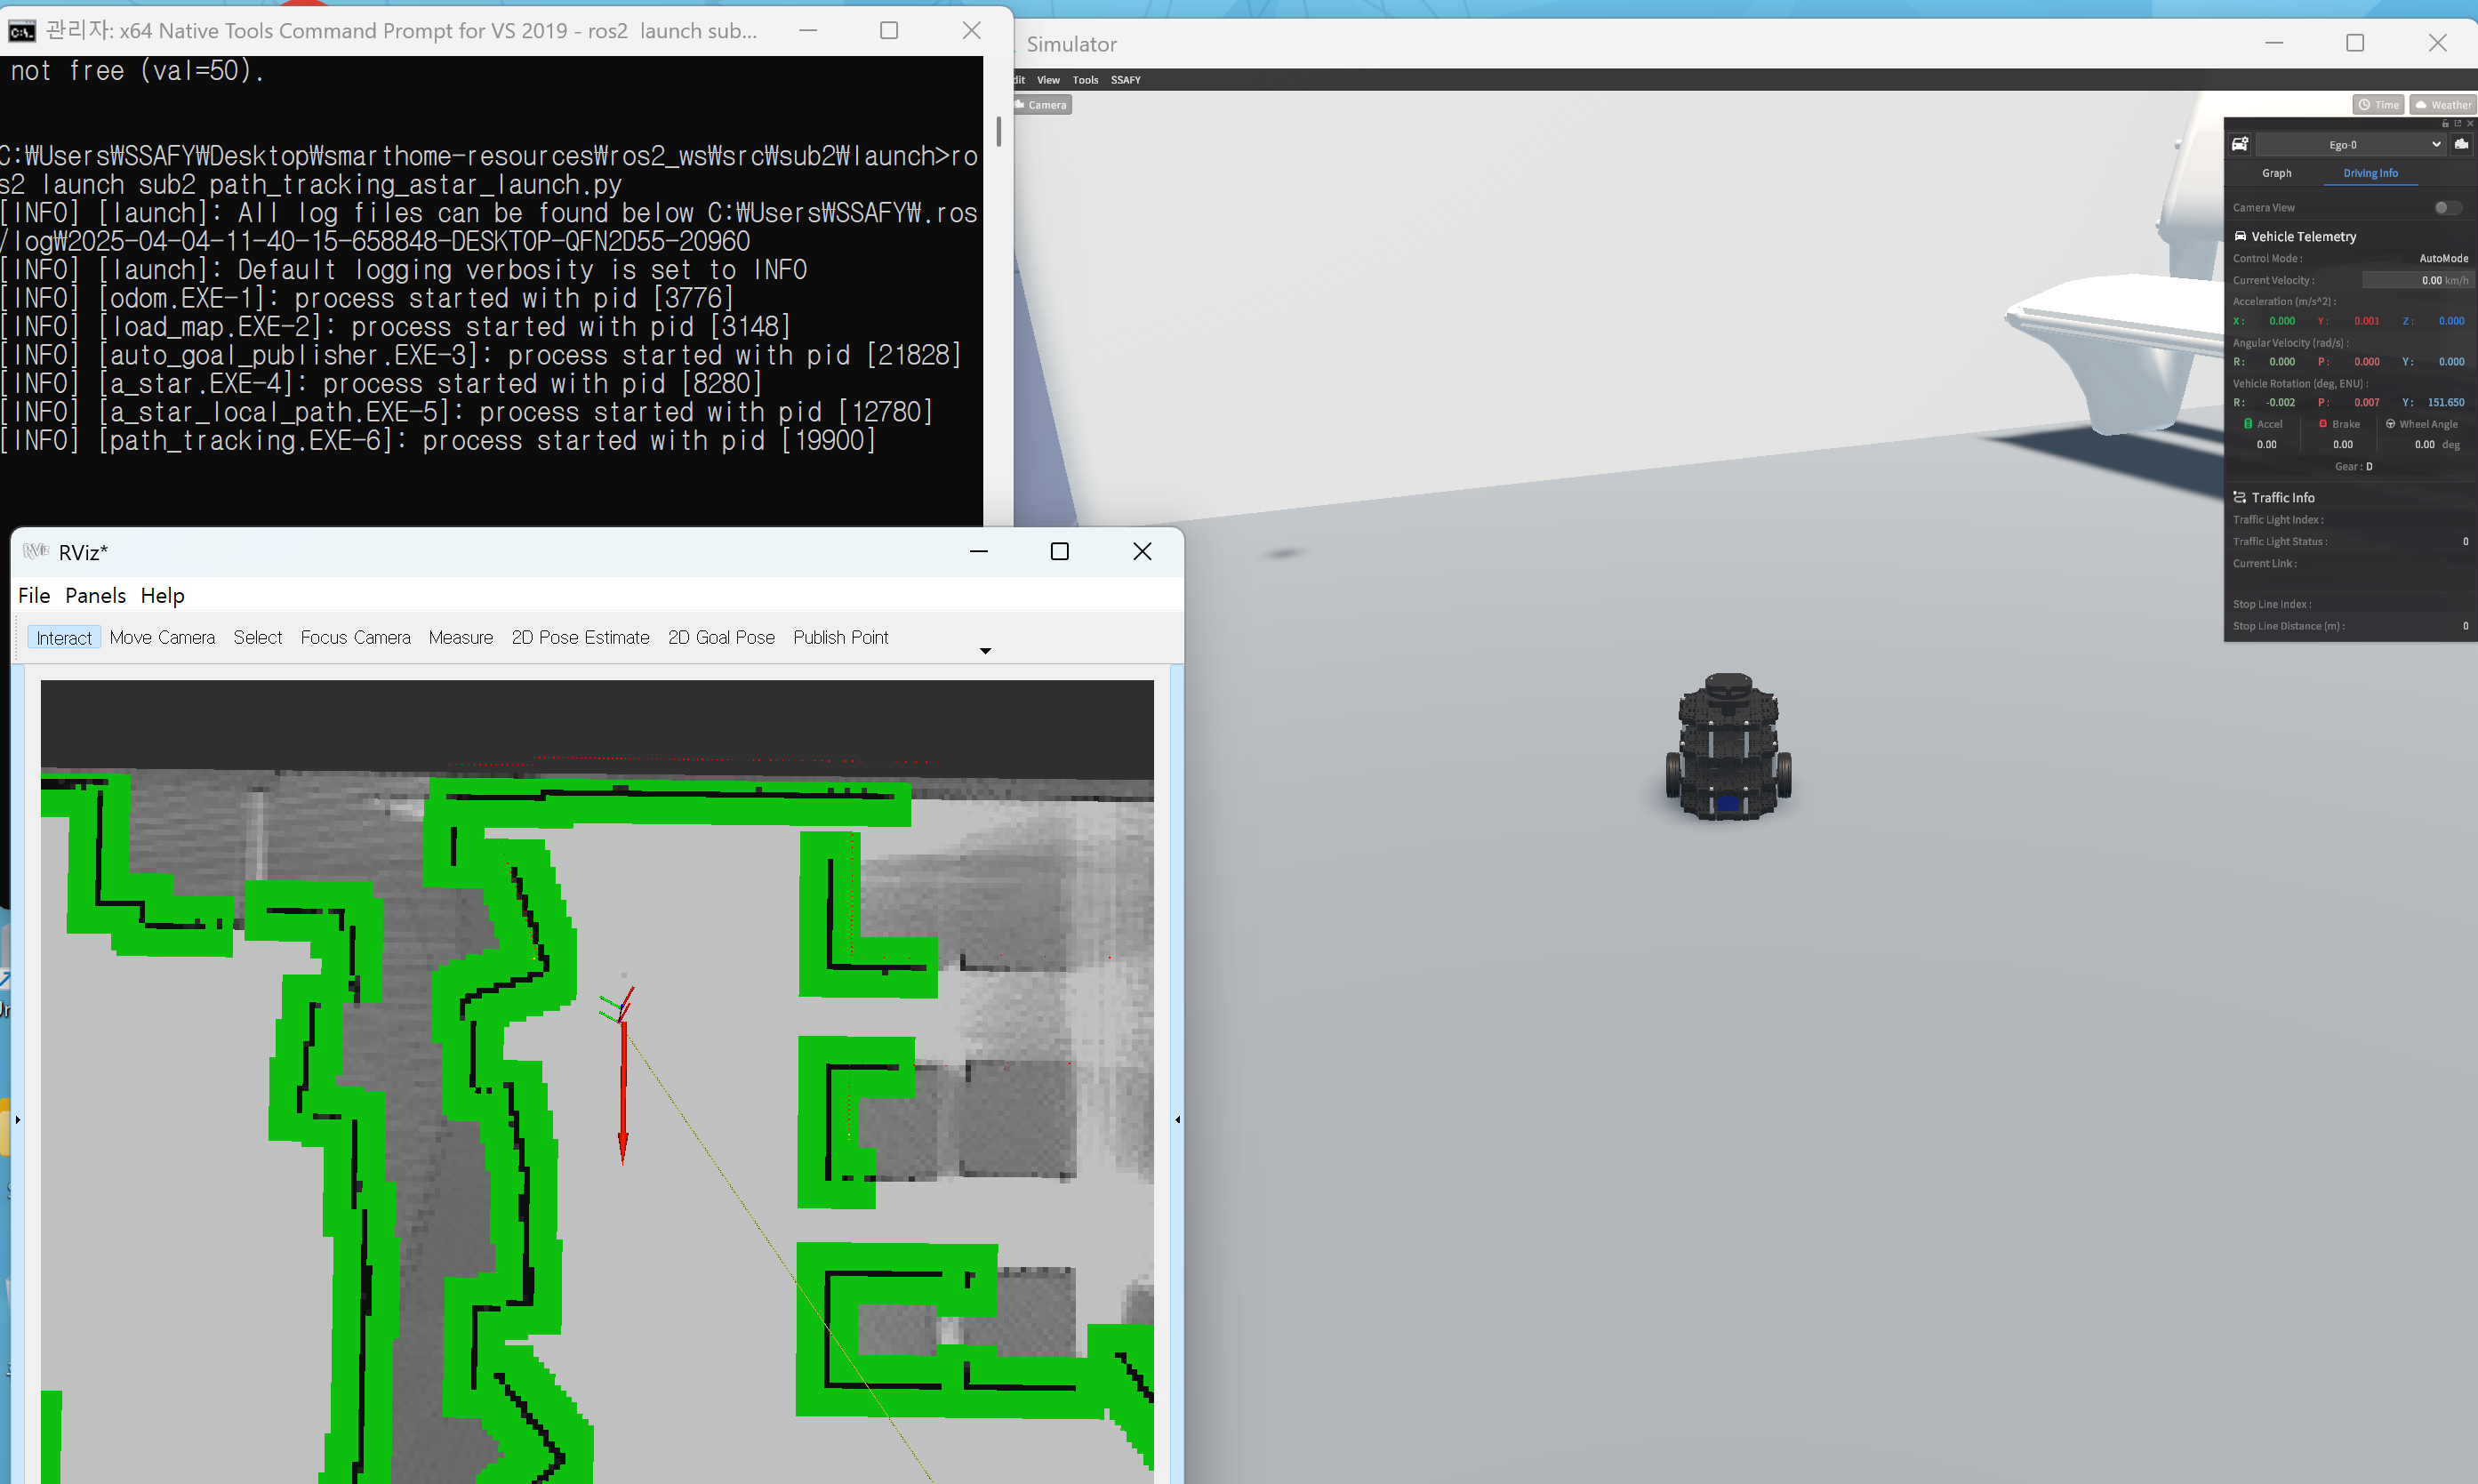 관리자: x64 Native Tools Command Prompt for VS 2019 - ros2  launch sub...
not free (val=50).
C:₩Users₩SSAFY₩Desktop₩smarthome-resources₩ros2_ws₩src₩sub2₩launch>ro
s2 launch sub2 path_tracking_astar_launch.py
[INFO] [launch]: All log files can be found below C:₩Users₩SSAFY₩.ros
/log₩2025-04-04-11-40-15-658848-DESKTOP-QFN2D55-20960
[INFO] [launch]: Default logging verbosity is set to INFO
[INFO] [odom.EXE-1]: process started with pid [3776]
[INFO] [load_map.EXE-2]: process started with pid [3148]
[INFO] [auto_goal_publisher.EXE-3]: process started with pid [21828]
[INFO] [a_star.EXE-4]: process started with pid [8280]
[INFO] [a_star_local_path.EXE-5]: process started with pid [12780]
[INFO] [path_tracking.EXE-6]: process started with pid [19900]
RViz*
File Panels Help
Interact Move Camera Select Focus Camera Measure 2D Pose Estimate 2D Goal Pose Publish Point
Simulator
dit View Tools SSAFY
Camera
Time Weather
Ego-0
Graph Driving Info
Camera View
Vehicle Telemetry
Control Mode : AutoMode
Current Velocity : 0.00 km/h
Acceleration (m/s^2) :
X : 0.000 Y : 0.001 Z : 0.000
Angular Velocity (rad/s) :
R : 0.000 P : 0.000 Y : 0.000
Vehicle Rotation (deg, ENU) :
R : -0.002 P : 0.007 Y : 151.650
Accel Brake Wheel Angle
0.00 0.00 0.00 deg
Gear : D
Traffic Info
Traffic Light Index :
Traffic Light Status : 0
Current Link :
Stop Line Index :
Stop Line Distance (m) : 0